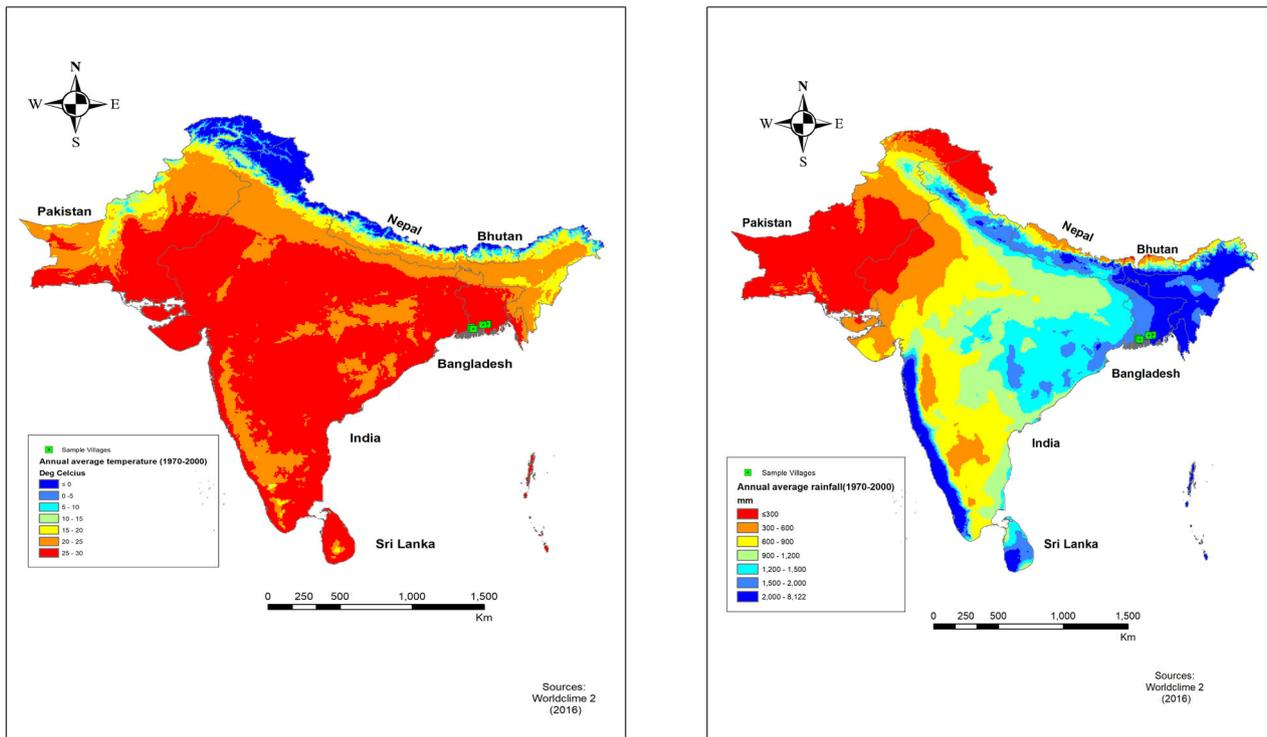 N
W E
S
Pakistan
Nepal
Bhutan
Bangladesh
India
Sri Lanka
Sample Villages
Annual average temperature (1970-2000)
Deg Celcius
≤ 0
0 -5
5 - 10
10 - 15
15 - 20
20 - 25
25 - 30
0 250 500 1,000 1,500
Km
Sources:
Worldclime 2
(2016)
N
W E
S
Pakistan
Nepal
Bhutan
Bangladesh
India
Sri Lanka
Sample Villages
Annual average rainfall(1970-2000)
mm
≤300
300 - 600
600 - 900
900 - 1,200
1,200 - 1,500
1,500 - 2,000
2,000 - 8,122
0 250 500 1,000 1,500
Km
Sources:
Worldclime 2
(2016)